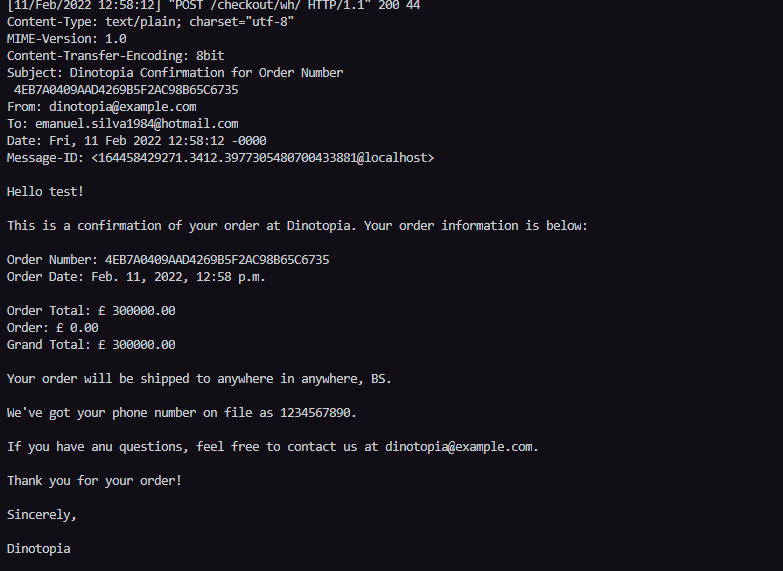 [11/Feb/2022 12:58:12] "POST /checkout/wh/ HTTP/1.1" 200 44
Content-Type: text/plain; charset="utf-8"
MIME-Version: 1.0
Content-Transfer-Encoding: 8bit
Subject: Dinotopia Confirmation for Order Number
 4EB7A0409AAD4269B5F2AC98B65C6735
From: dinotopia@example.com
To: emanuel.silva1984@hotmail.com
Date: Fri, 11 Feb 2022 12:58:12 -0000
Message-ID: <164458429271.3412.3977305480700433881@localhost>
Hello test!
This is a confirmation of your order at Dinotopia. Your order information is below:
Order Number: 4EB7A0409AAD4269B5F2AC98B65C6735
Order Date: Feb. 11, 2022, 12:58 p.m.
Order Total: £ 300000.00
Order: £ 0.00
Grand Total: £ 300000.00
Your order will be shipped to anywhere in anywhere, BS.
We've got your phone number on file as 1234567890.
If you have anu questions, feel free to contact us at dinotopia@example.com.
Thank you for your order!
Sincerely,
Dinotopia